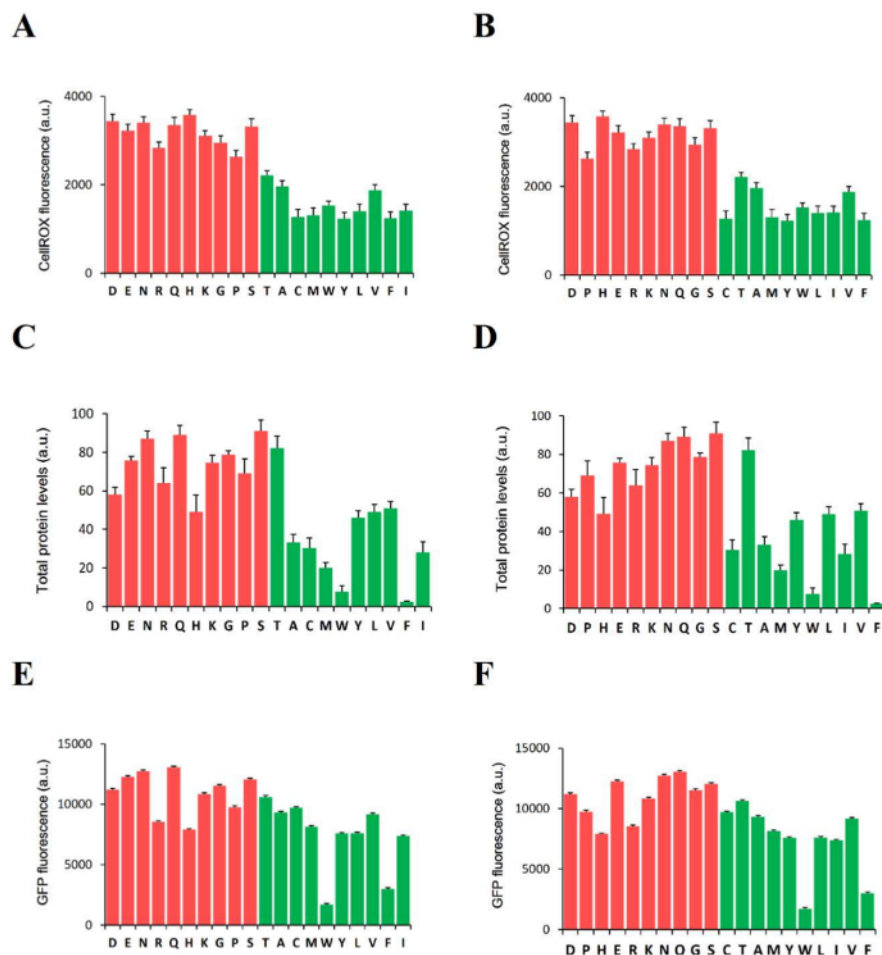 A
B
CellROX fluorescence (a.u.)
4000
2000
0
D E N R Q H K G P S T A C M W Y L V F I
CellROX fluorescence (a.u.)
4000
2000
0
D P H E R K N Q G S C T A M Y W L I V F
C
D
Total protein levels (a.u.)
100
80
60
40
20
0
D E N R Q H K G P S T A C M W Y L V F I
Total protein levels (a.u.)
100
80
60
40
20
0
D P H E R K N Q G S C T A M Y W L I V F
E
F
GFP fluorescence (a.u.)
15000
10000
5000
0
D E N R Q H K G P S T A C M W Y L V F I
GFP fluorescence (a.u.)
15000
10000
5000
0
D P H E R K N Q G S C T A M Y W L I V F